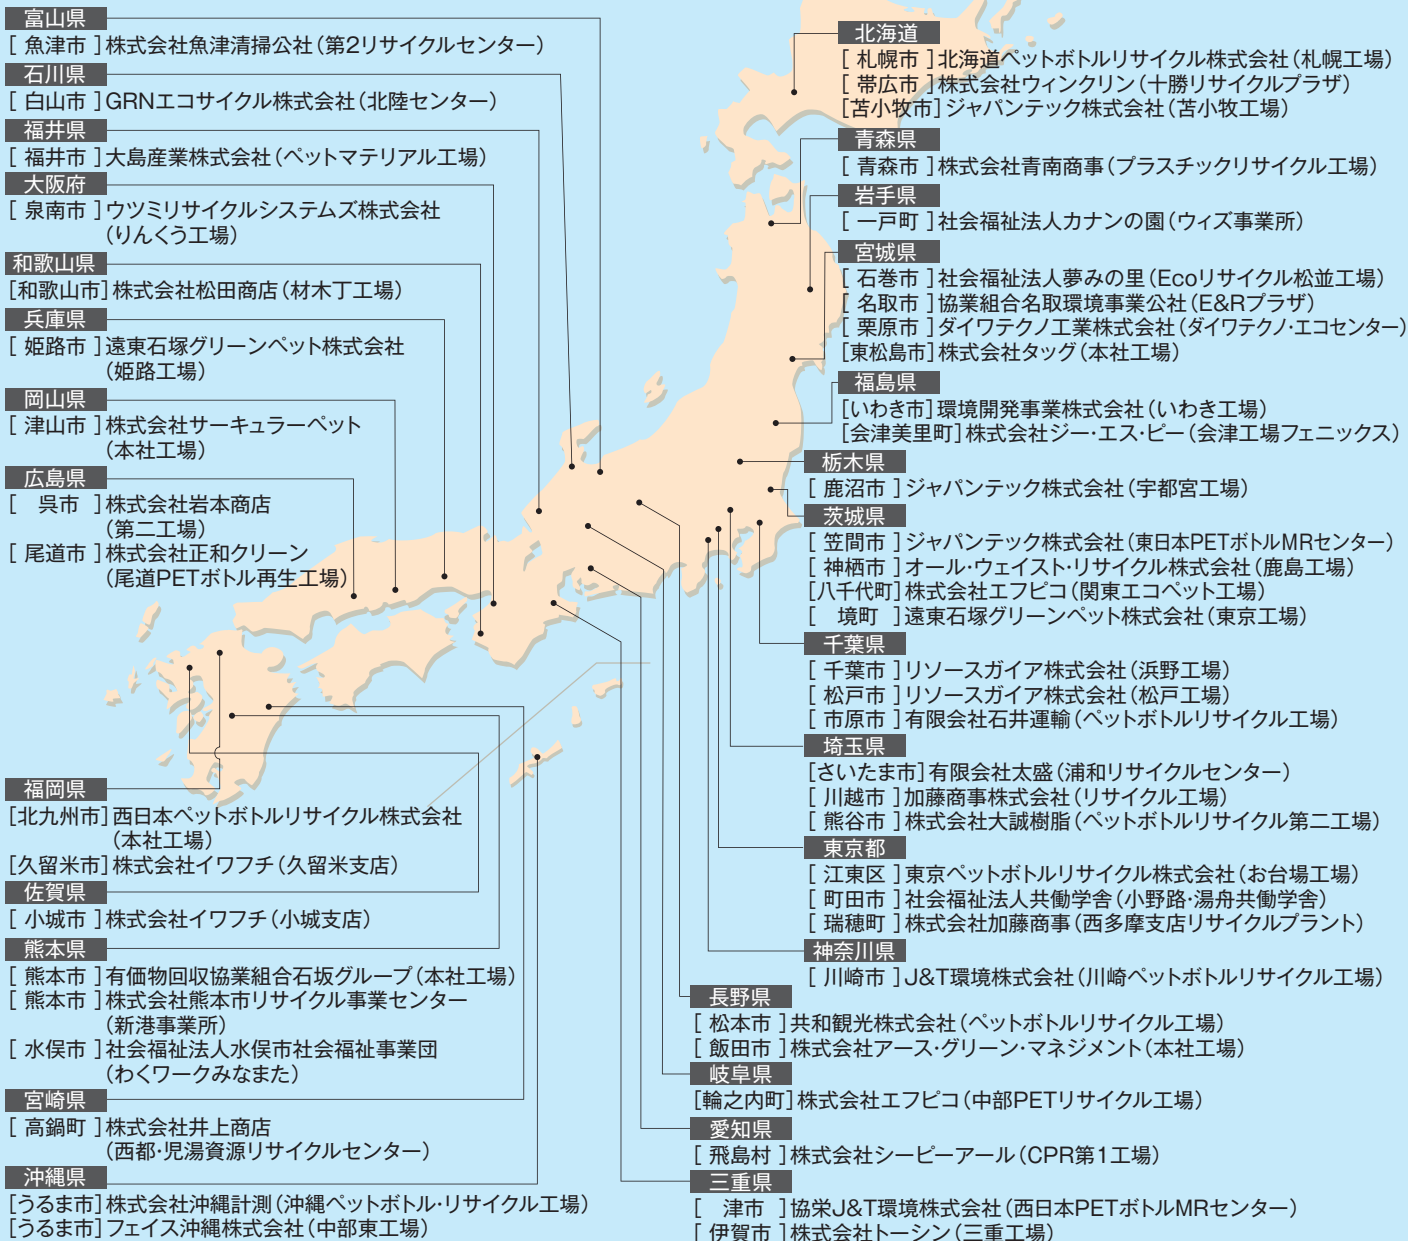 富山県
[ 魚津市 ]株式会社魚津清掃公社(第2リサイクルセンター)
石川県
[ 白山市 ]GRNエコサイクル株式会社(北陸センター)
福井県
[ 福井市 ]大島産業株式会社(ペットマテリアル工場)
大阪府
[ 泉南市 ]ウツミリサイクルシステムズ株式会社
(りんくう工場)
和歌山県
[和歌山市]株式会社松田商店(材木丁工場)
兵庫県
[ 姫路市 ]遠東石塚グリーンペット株式会社
(姫路工場)
岡山県
[ 津山市 ]株式会社サーキュラーペット
(本社工場)
広島県
[ 呉市 ]株式会社岩本商店
(第二工場)
[ 尾道市 ]株式会社正和クリーン
(尾道PETボトル再生工場)
福岡県
[北九州市]西日本ペットボトルリサイクル株式会社
(本社工場)
[久留米市]株式会社イワフチ(久留米支店)
佐賀県
[ 小城市 ]株式会社イワフチ(小城支店)
熊本県
[ 熊本市 ]有価物回収協業組合石坂グループ(本社工場)
[ 熊本市 ]株式会社熊本市リサイクル事業センター
(新港事業所)
[ 水俣市 ]社会福祉法人水俣市社会福祉事業団
(わくワークみなまた)
宮崎県
[ 高鍋町 ]株式会社井上商店
(西都・児湯資源リサイクルセンター)
沖縄県
[うるま市]株式会社沖縄計測(沖縄ペットボトル・リサイクル工場)
[うるま市]フェイス沖縄株式会社(中部東工場)
北海道
[ 札幌市 ]北海道ペットボトルリサイクル株式会社(札幌工場)
[ 帯広市 ]株式会社ウィンクリン(十勝リサイクルプラザ)
[苫小牧市]ジャパンテック株式会社(苫小牧工場)
青森県
[ 青森市 ]株式会社青南商事(プラスチックリサイクル工場)
岩手県
[ 一戸町 ]社会福祉法人カナンの園(ウィズ事業所)
宮城県
[ 石巻市 ]社会福祉法人夢みの里(Ecoリサイクル松並工場)
[ 名取市 ]協業組合名取環境事業公社(E&Rプラザ)
[ 栗原市 ]ダイワテクノ工業株式会社(ダイワテクノ・エコセンター)
[東松島市]株式会社タッグ(本社工場)
福島県
[いわき市]環境開発事業株式会社(いわき工場)
[会津美里町]株式会社ジー・エス・ピー(会津工場フェニックス)
栃木県
[ 鹿沼市 ]ジャパンテック株式会社(宇都宮工場)
茨城県
[ 笠間市 ]ジャパンテック株式会社(東日本PETボトルMRセンター)
[ 神栖市 ]オール・ウェイスト・リサイクル株式会社(鹿島工場)
[八千代町]株式会社エフピコ(関東エコペット工場)
[ 境町 ]遠東石塚グリーンペット株式会社(東京工場)
千葉県
[ 千葉市 ]リソースガイア株式会社(浜野工場)
[ 松戸市 ]リソースガイア株式会社(松戸工場)
[ 市原市 ]有限会社石井運輸(ペットボトルリサイクル工場)
埼玉県
[さいたま市]有限会社太盛(浦和リサイクルセンター)
[ 川越市 ]加藤商事株式会社(リサイクル工場)
[ 熊谷市 ]株式会社大誠樹脂(ペットボトルリサイクル第二工場)
東京都
[ 江東区 ]東京ペットボトルリサイクル株式会社(お台場工場)
[ 町田市 ]社会福祉法人共働学舎(小野路・湯舟共働学舎)
[ 瑞穂町 ]株式会社加藤商事(西多摩支店リサイクルプラント)
神奈川県
[ 川崎市 ]J&T環境株式会社(川崎ペットボトルリサイクル工場)
長野県
[ 松本市 ]共和観光株式会社(ペットボトルリサイクル工場)
[ 飯田市 ]株式会社アース・グリーン・マネジメント(本社工場)
岐阜県
[輪之内町]株式会社エフピコ(中部PETリサイクル工場)
愛知県
[ 飛島村 ]株式会社シーピーアール(CPR第1工場)
三重県
[ 津市 ]協栄J&T環境株式会社(西日本PETボトルMRセンター)
[ 伊賀市 ]株式会社トーシン(三重工場)